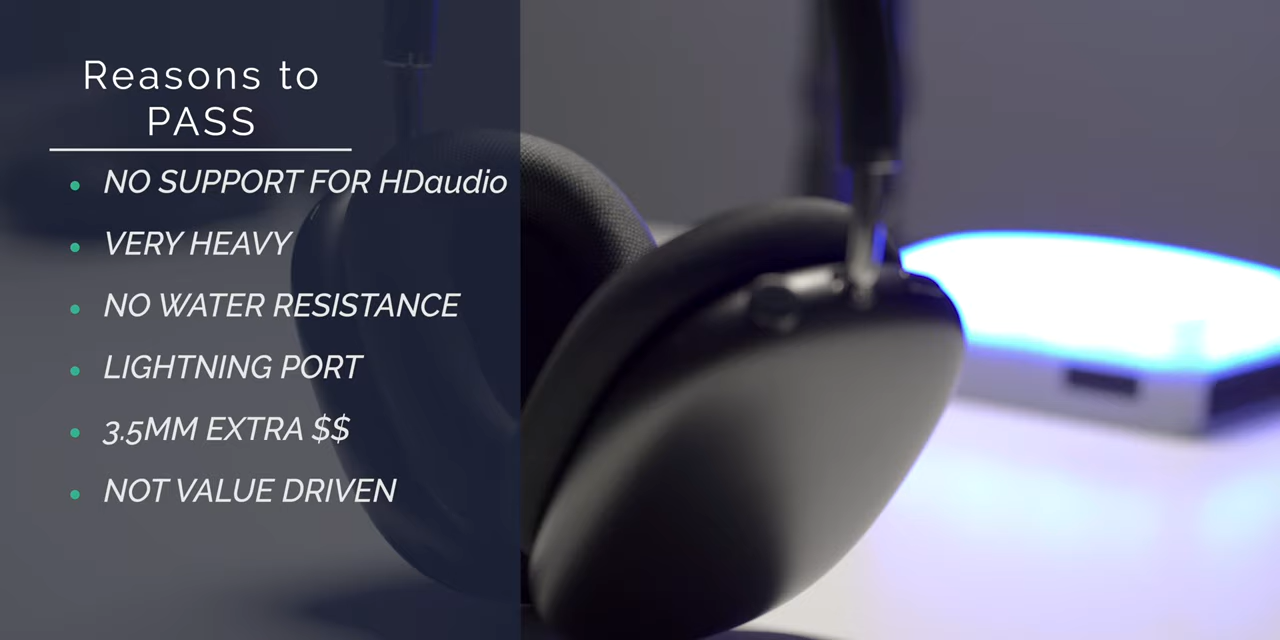 Reasons to
PASS
NO SUPPORT FOR HDaudio
VERY HEAVY
NO WATER RESISTANCE
LIGHTNING PORT
3.5MM EXTRA $$
NOT VALUE DRIVEN